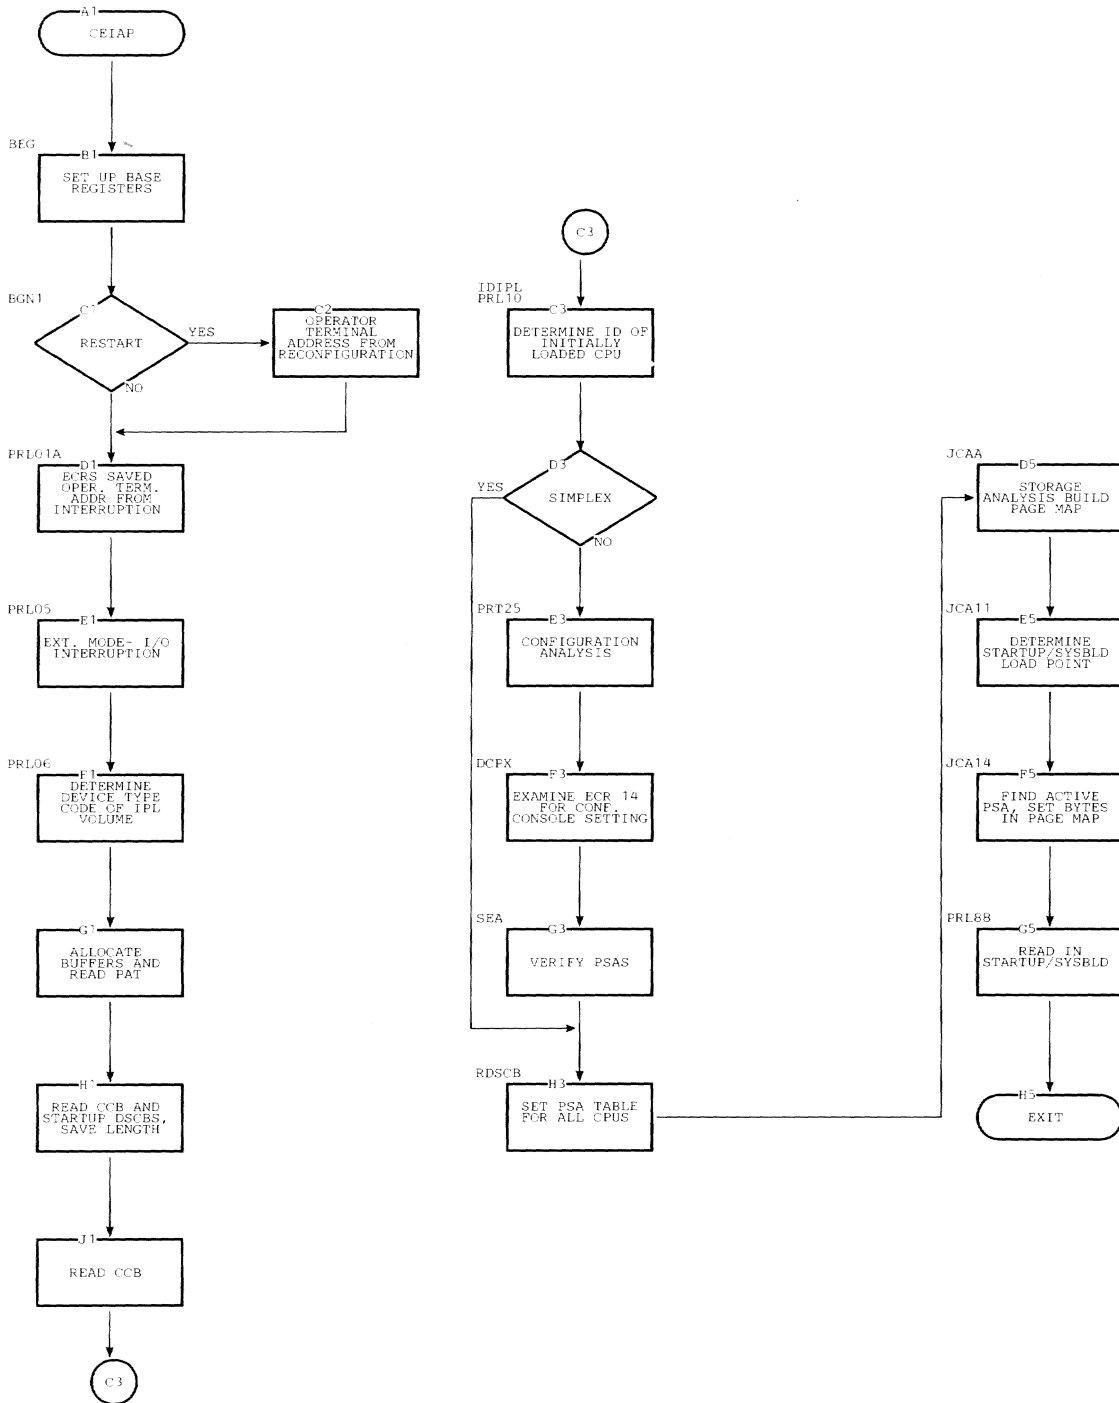 A1
CEIAP
BEG
B1
SET UP BASE
REGISTERS
BGN1
C1
RESTART
YES
NO
C2
OPERATOR
TERMINAL
ADDRESS FROM
RECONFIGURATION
PRL01A
D1
ECRS SAVED
OPER. TERM.
ADDR FROM
INTERRUPTION
PRL05
E1
EXT. MODE- I/O
INTERRUPTION
PRL06
F1
DETERMINE
DEVICE TYPE
CODE OF IPL
VOLUME
G1
ALLOCATE
BUFFERS AND
READ PAT
H1
READ CCB AND
STARTUP DSCBS,
SAVE LENGTH
J1
READ CCB
C3
C3
IDIPL
PRL10
C3
DETERMINE ID OF
INITIALLY
LOADED CPU
D3
YES
SIMPLEX
NO
PRT25
E3
CONFIGURATION
ANALYSIS
DCPX
F3
EXAMINE ECR 14
FOR CONF.
CONSOLE SETTING
SEA
G3
VERIFY PSAS
RDSCB
H3
SET PSA TABLE
FOR ALL CPUS
JCAA
D5
STORAGE
ANALYSIS BUILD
PAGE MAP
JCA11
E5
DETERMINE
STARTUP/SYSBLD
LOAD POINT
JCA14
F5
FIND ACTIVE
PSA, SET BYTES
IN PAGE MAP
PRL88
G5
READ IN
STARTUP/SYSBLD
H5
EXIT